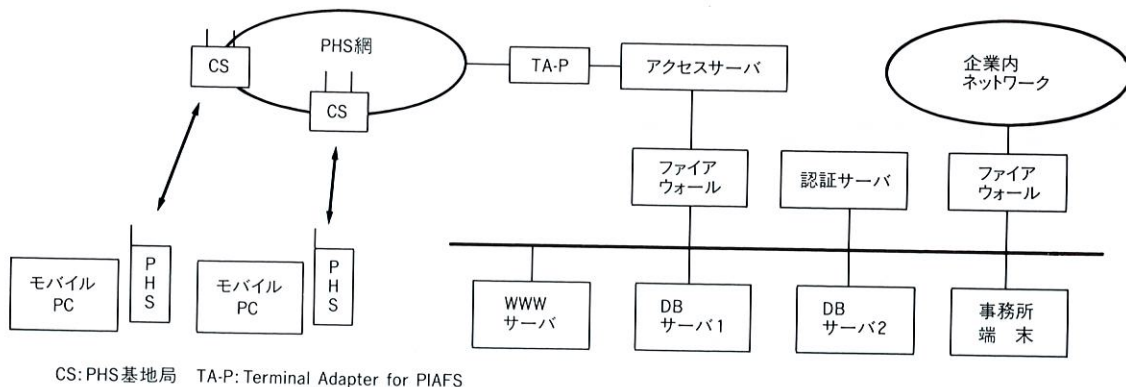 PHS網
CS
CS
TA-P
アクセスサーバ
企業内
ネットワーク
ファイア
ウォール
認証サーバ
ファイア
ウォール
モバイル
PC
PHS
モバイル
PC
PHS
WWW
サーバ
DB
サーバ1
DB
サーバ2
事務所
端末
CS:PHS基地局 TA-P:Terminal Adapter for PIAFS